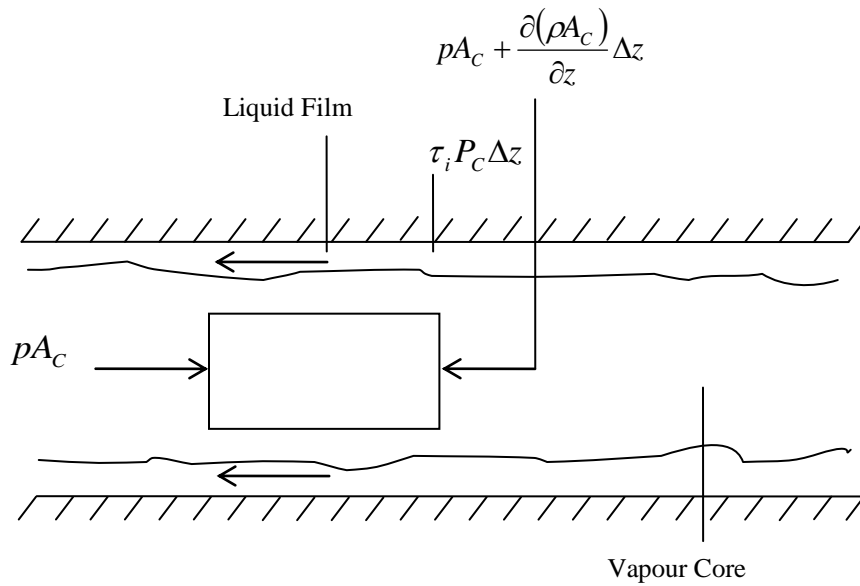 pA_C + ∂(ρA_C)/∂z Δz
Liquid Film
τ_i P_C Δz
pA_C
Vapour Core